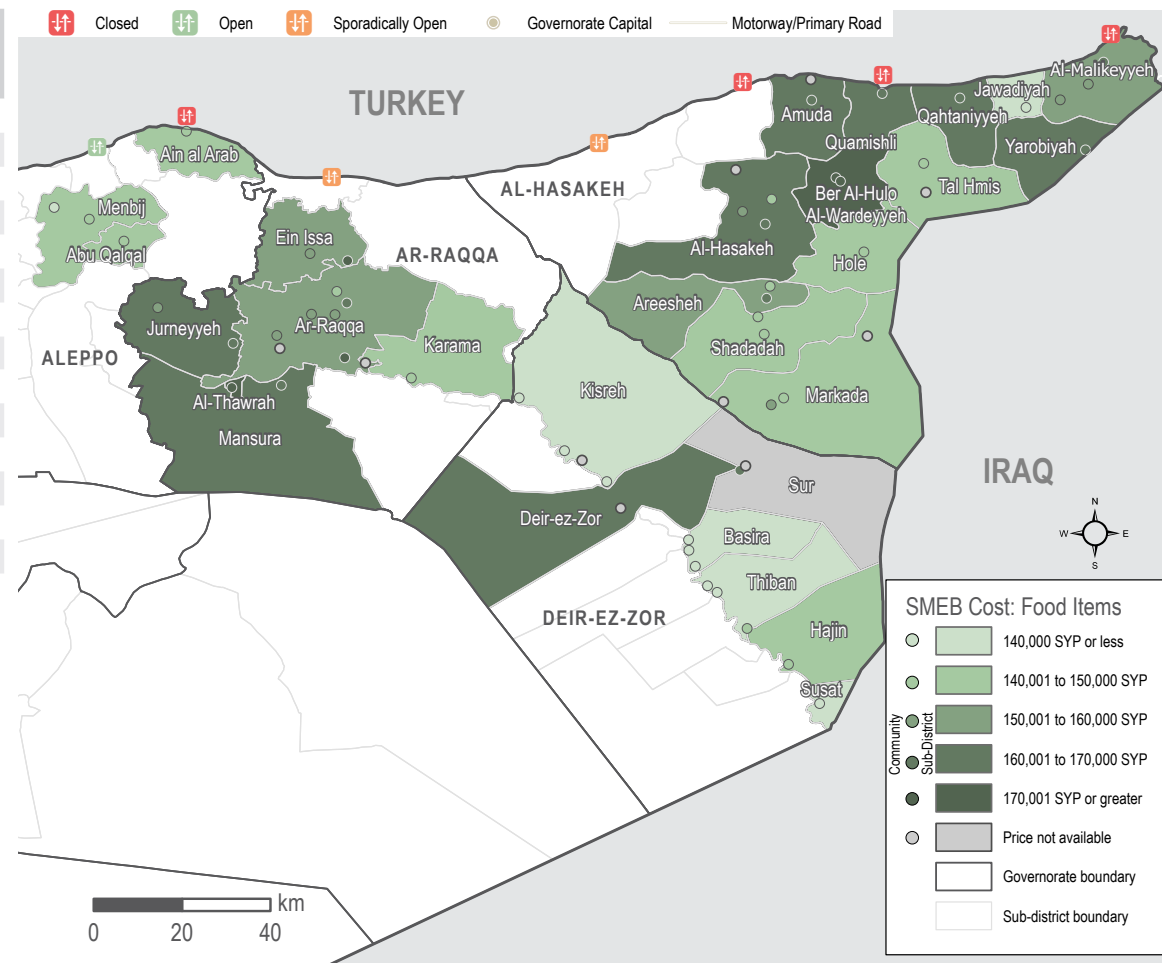 Closed
Open
Sporadically Open
Governorate Capital
Motorway/Primary Road
TURKEY
Al-Malikeyyeh
Jawadiyah
Amuda
Qahtaniyyeh
Quamishli
Yarobiyah
Ain al Arab
AL-HASAKEH
Ber Al-Hulo
Al-Wardeyyeh
Tal Hmis
Menbij
Abu Qalqal
Ein Issa
AR-RAQQA
Al-Hasakeh
Hole
Areesheh
Jurneyyeh
Ar-Raqqa
Karama
Shadadah
ALEPPO
Kisreh
Markada
Al-Thawrah
Mansura
IRAQ
Sur
Deir-ez-Zor
Basira
Thiban
N
W
E
S
DEIR-EZ-ZOR
Hajin
Susat
SMEB Cost: Food Items
Community
Sub-District
140,000 SYP or less
140,001 to 150,000 SYP
150,001 to 160,000 SYP
160,001 to 170,000 SYP
170,001 SYP or greater
Price not available
Governorate boundary
Sub-district boundary
km
0 20 40